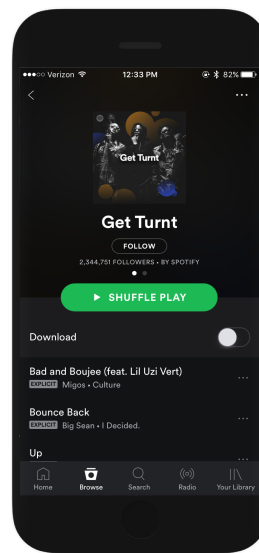 Verizon 12:33 PM 82%
Get Turnt
Get Turnt
FOLLOW
2,344,751 FOLLOWERS • BY SPOTIFY
SHUFFLE PLAY
Download
Bad and Boujee (feat. Lil Uzi Vert)
EXPLICIT Migos • Culture
Bounce Back
EXPLICIT Big Sean • I Decided.
Up
Home Browse Search Radio Your Library